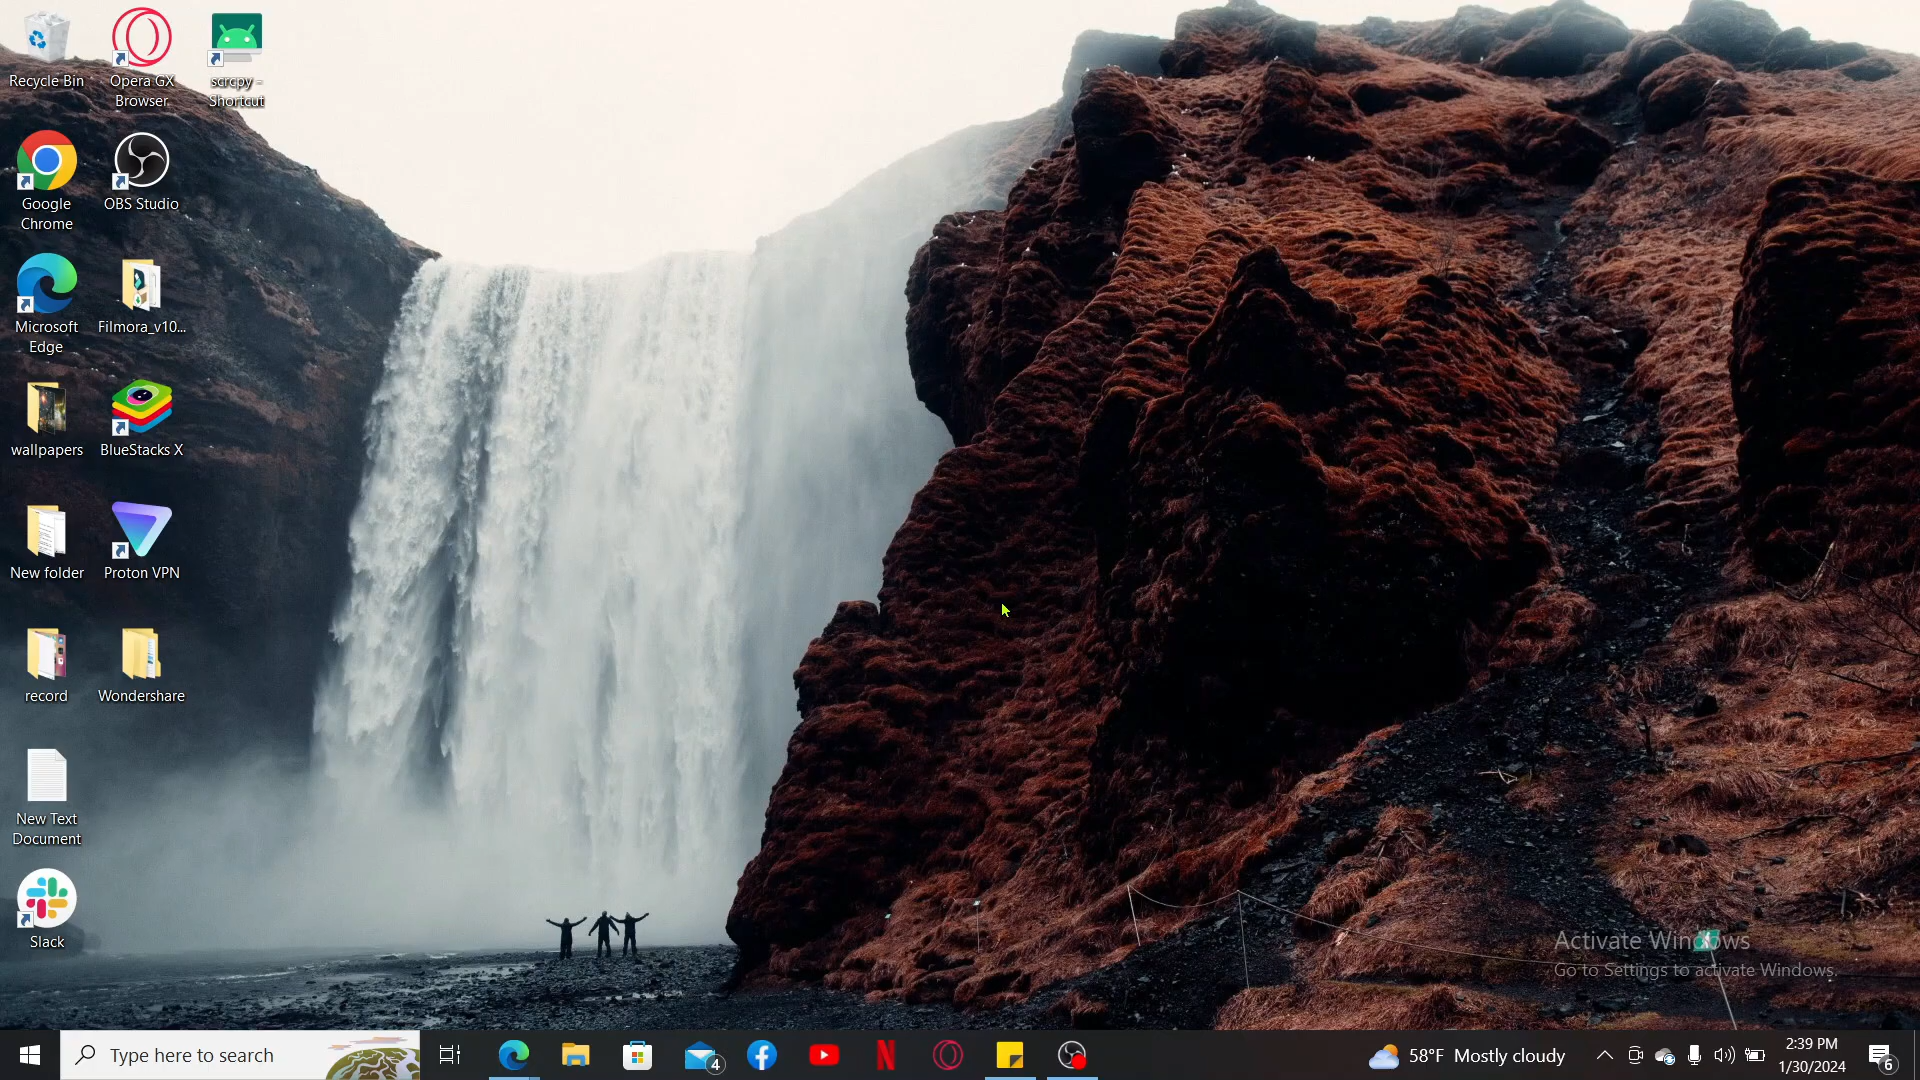 Recycle Bin
Opera GX
Browser
scrcpy -
Shortcut
Google
Chrome
OBS Studio
Microsoft
Edge
Filmora_v10...
wallpapers
BlueStacks X
New folder
Proton VPN
record
Wondershare
New Text
Document
Slack
Activate Windows
Go to Settings to activate Windows.
Type here to search
4
58°F Mostly cloudy
2:39 PM
1/30/2024
6